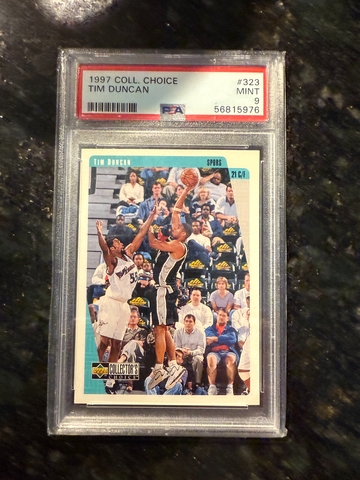 1997 COLL. CHOICE #323
TIM DUNCAN MINT
9
PSA 56815976
TIM DUNCAN SPURS
21 C/F
COLLECTOR'S
CHOICE